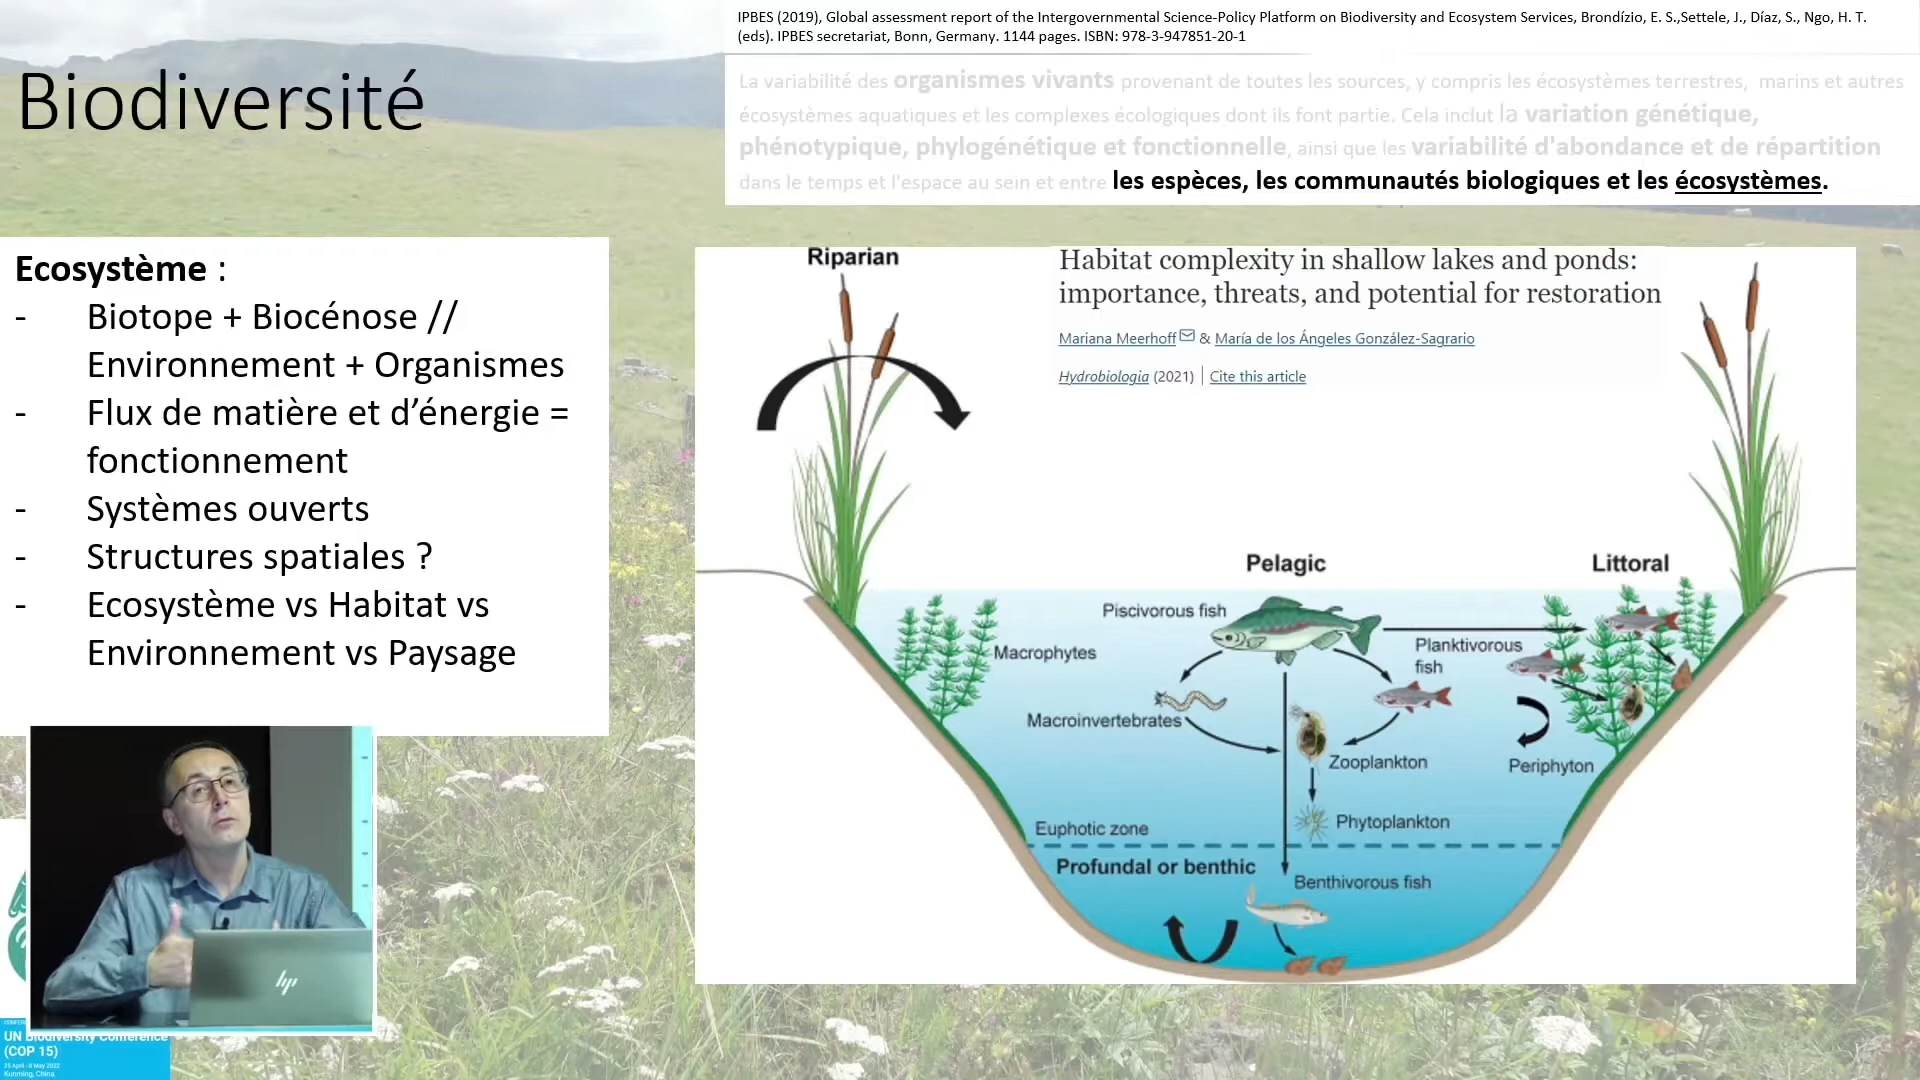 IPBES (2019), Global assessment report of the Intergovernmental Science-Policy Platform on Biodiversity and Ecosystem Services, Brondízio, E. S.,Settele, J., Díaz, S., Ngo, H. T.
(eds). IPBES secretariat, Bonn, Germany. 1144 pages. ISBN: 978-3-947851-20-1
Biodiversité
La variabilité des organismes vivants provenant de toutes les sources, y compris les écosystèmes terrestres, marins et autres
écosystèmes aquatiques et les complexes écologiques dont ils font partie. Cela inclut la variation génétique,
phénotypique, phylogénétique et fonctionnelle, ainsi que les variabilité d'abondance et de répartition
dans le temps et l'espace au sein et entre les espèces, les communautés biologiques et les écosystèmes.
Ecosystème :
- Biotope + Biocénose //
Environnement + Organismes
- Flux de matière et d’énergie =
fonctionnement
- Systèmes ouverts
- Structures spatiales ?
- Ecosystème vs Habitat vs
Environnement vs Paysage
Riparian
Habitat complexity in shallow lakes and ponds:
importance, threats, and potential for restoration
Mariana Meerhoff & María de los Ángeles González-Sagrario
Hydrobiologia (2021) | Cite this article
Pelagic
Littoral
Piscivorous fish
Macrophytes
Planktivorous
fish
Macroinvertebrates
Zooplankton
Periphyton
Phytoplankton
Euphotic zone
Profundal or benthic
Benthivorous fish
hp
UN Biodiversity Conference
(COP 15)
25 April - 8 May 2022
Kunming, China